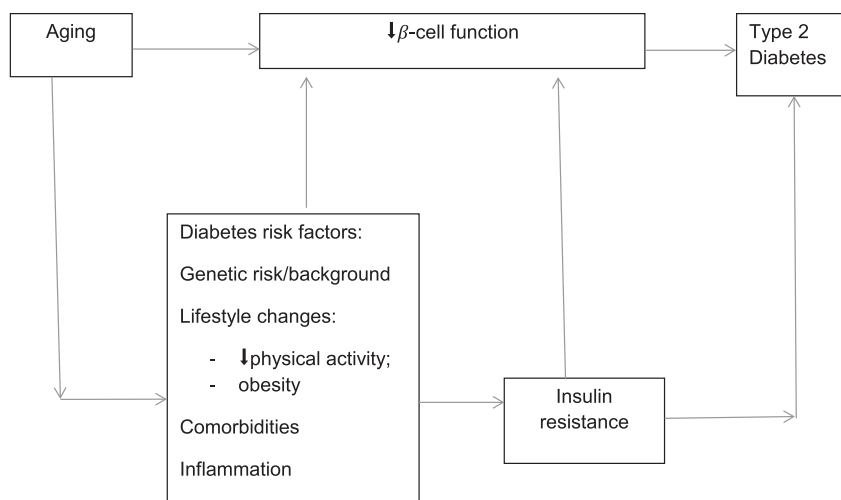 Aging
⬇β-cell function
Type 2
Diabetes
Diabetes risk factors:
Genetic risk/background
Lifestyle changes:
- ⬇physical activity;
- obesity
Comorbidities
Inflammation
Insulin
resistance